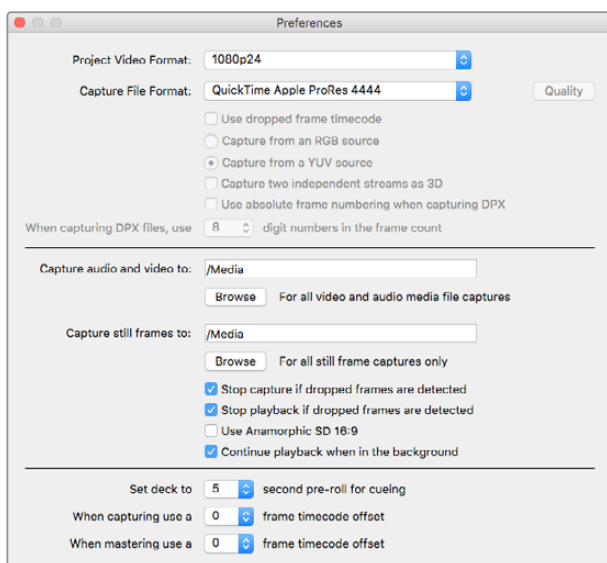 Preferences
Project Video Format: 1080p24
Capture File Format: QuickTime Apple ProRes 4444 Quality
Use dropped frame timecode
Capture from an RGB source
Capture from a YUV source
Capture two independent streams as 3D
Use absolute frame numbering when capturing DPX
When capturing DPX files, use 8 digit numbers in the frame count
Capture audio and video to: /Media
Browse For all video and audio media file captures
Capture still frames to: /Media
Browse For all still frame captures only
Stop capture if dropped frames are detected
Stop playback if dropped frames are detected
Use Anamorphic SD 16:9
Continue playback when in the background
Set deck to 5 second pre-roll for cueing
When capturing use a 0 frame timecode offset
When mastering use a 0 frame timecode offset